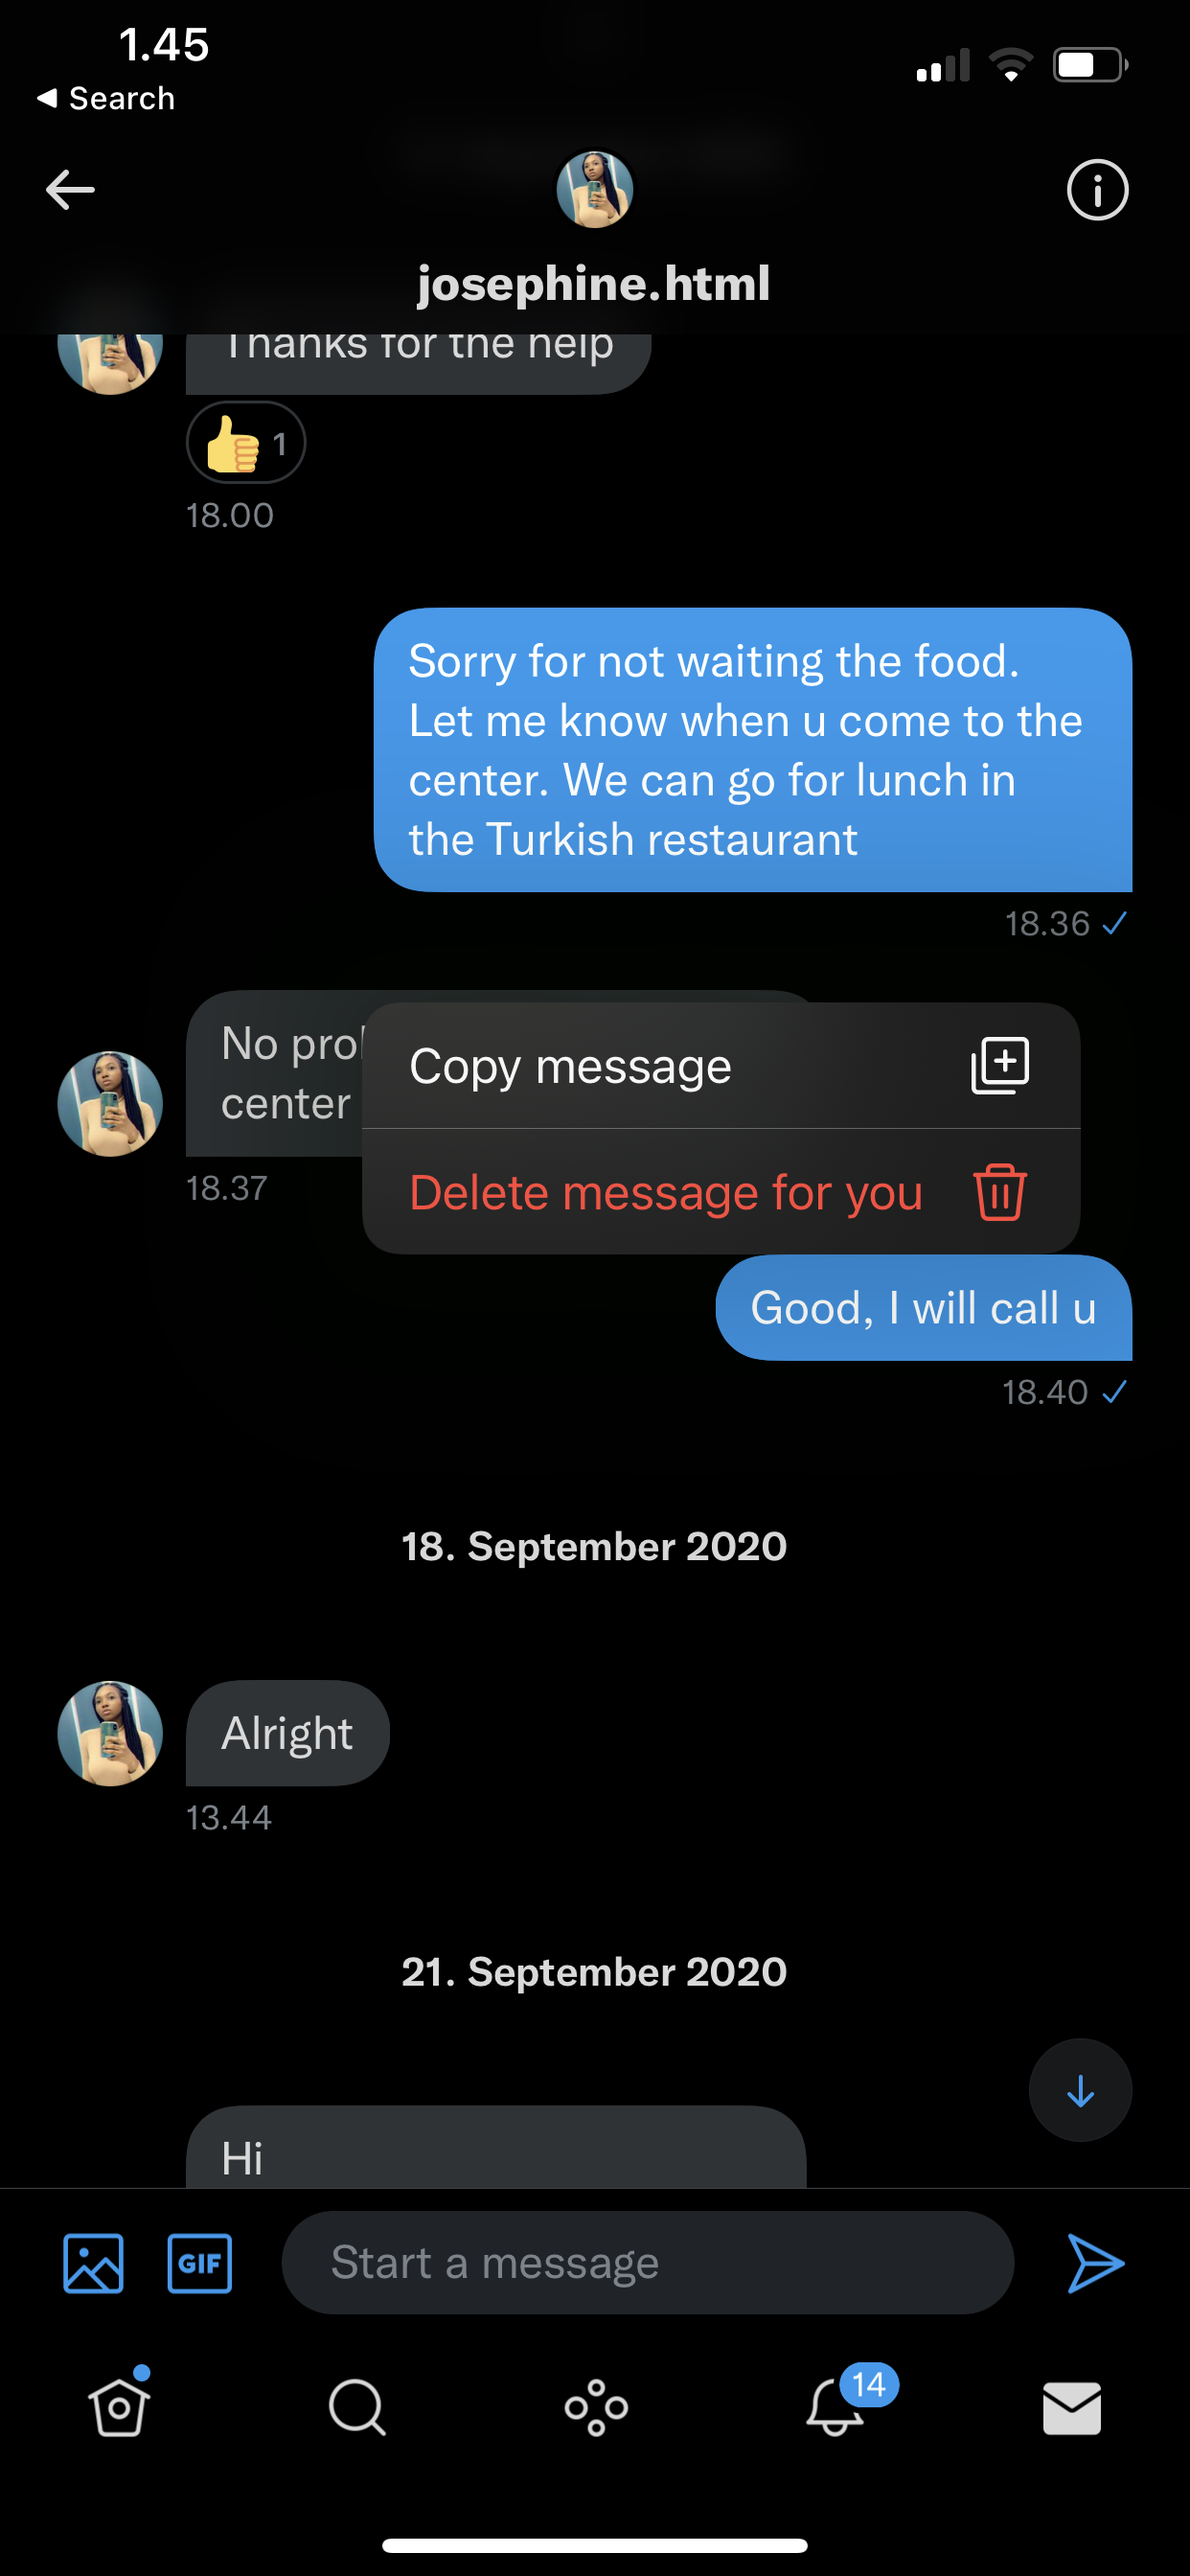 1.45
Search
josephine.html
Thanks for the help
1
18.00
Sorry for not waiting the food.
Let me know when u come to the
center. We can go for lunch in
the Turkish restaurant
18.36
No
center
18.37
Copy message
Delete message for you
Good, I will call u
18.40
18. September 2020
Alright
13.44
21. September 2020
Hi
GIF
Start a message
14